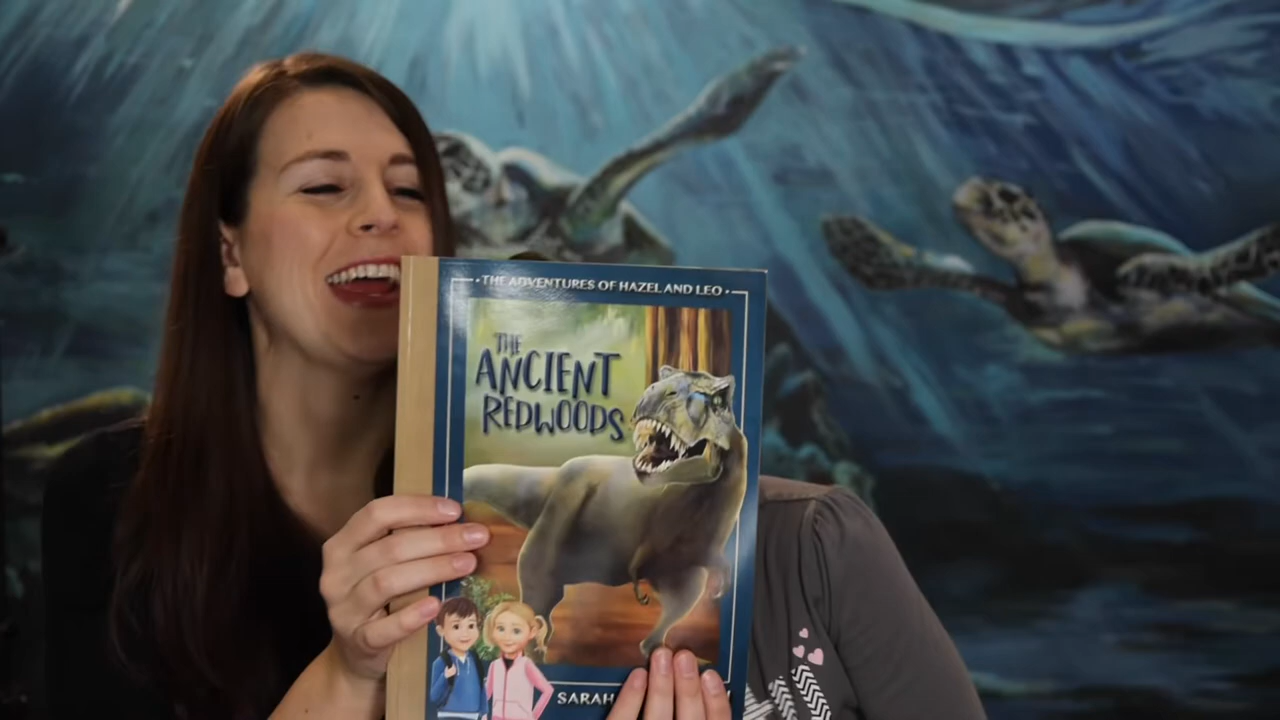 THE ADVENTURES OF HAZEL AND LEO
THE
ANCIENT
REDWOODS
SARAH